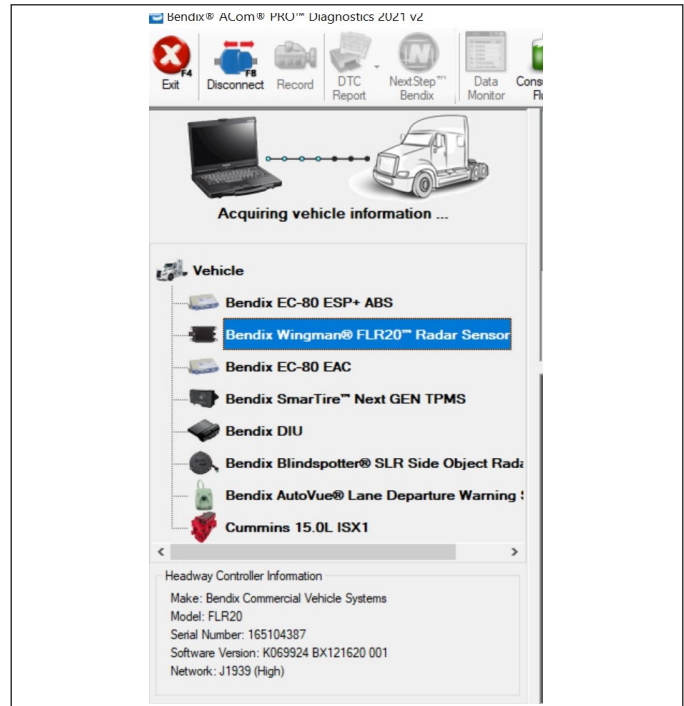 Bendix® ACom® PRO™ Diagnostics 2021 v2
F4
Exit
F8
Disconnect
Record
DTC
Report
NextStep™
Bendix
Data
Monitor
Acquiring vehicle information ...
Vehicle
Bendix EC-80 ESP+ ABS
Bendix Wingman® FLR20™ Radar Sensor
Bendix EC-80 EAC
Bendix SmarTire™ Next GEN TPMS
Bendix DIU
Bendix Blindspotter® SLR Side Object Rada
Bendix AutoVue® Lane Departure Warning
Cummins 15.0L ISX1
Headway Controller Information
Make: Bendix Commercial Vehicle Systems
Model: FLR20
Serial Number: 165104387
Software Version: K069924 BX121620 001
Network: J1939 (High)